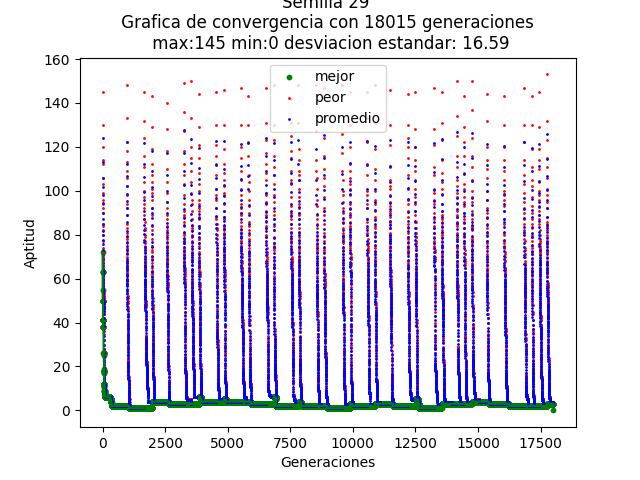 Semilla 29
Grafica de convergencia con 18015 generaciones
max:145 min:0 desviacion estandar: 16.59
160
140
120
100
80
60
40
20
0
Aptitud
mejor
peor
promedio
0 2500 5000 7500 10000 12500 15000 17500
Generaciones